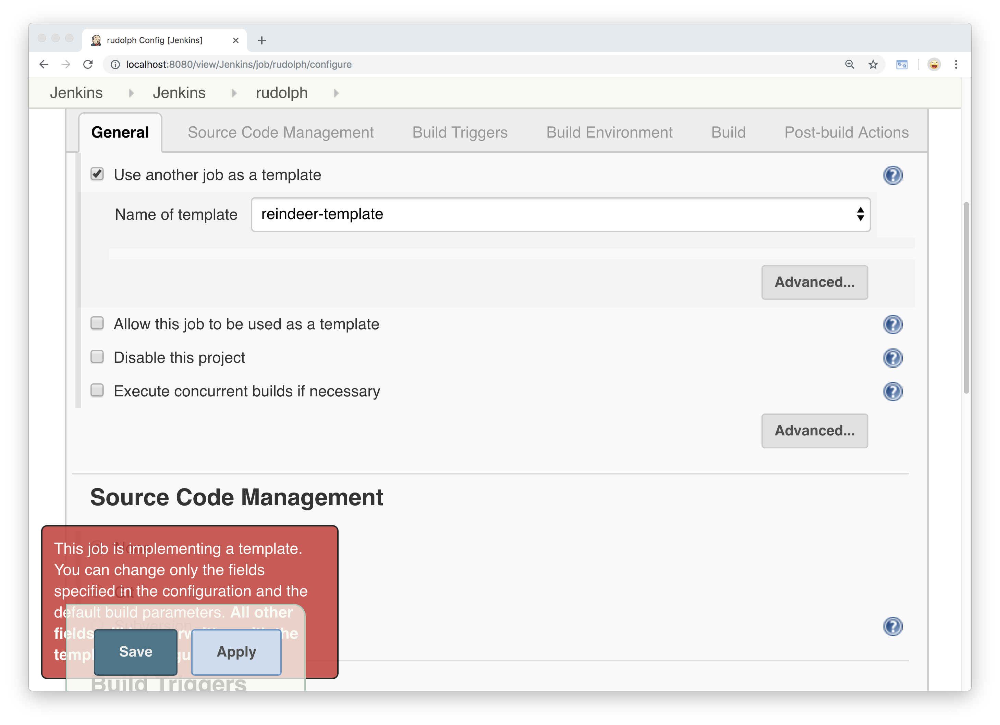 rudolph Config [Jenkins]
localhost:8080/view/Jenkins/job/rudolph/configure
Jenkins Jenkins rudolph
General Source Code Management Build Triggers Build Environment Build Post-build Actions
Use another job as a template
Name of template reindeer-template
Advanced...
Allow this job to be used as a template
Disable this project
Execute concurrent builds if necessary
Advanced...
Source Code Management
None
This job is implementing a template.
You can change only the fields
Git
specified in the configuration and the
default build parameters. All other
Subversion
fields the
Save Apply
Build Triggers